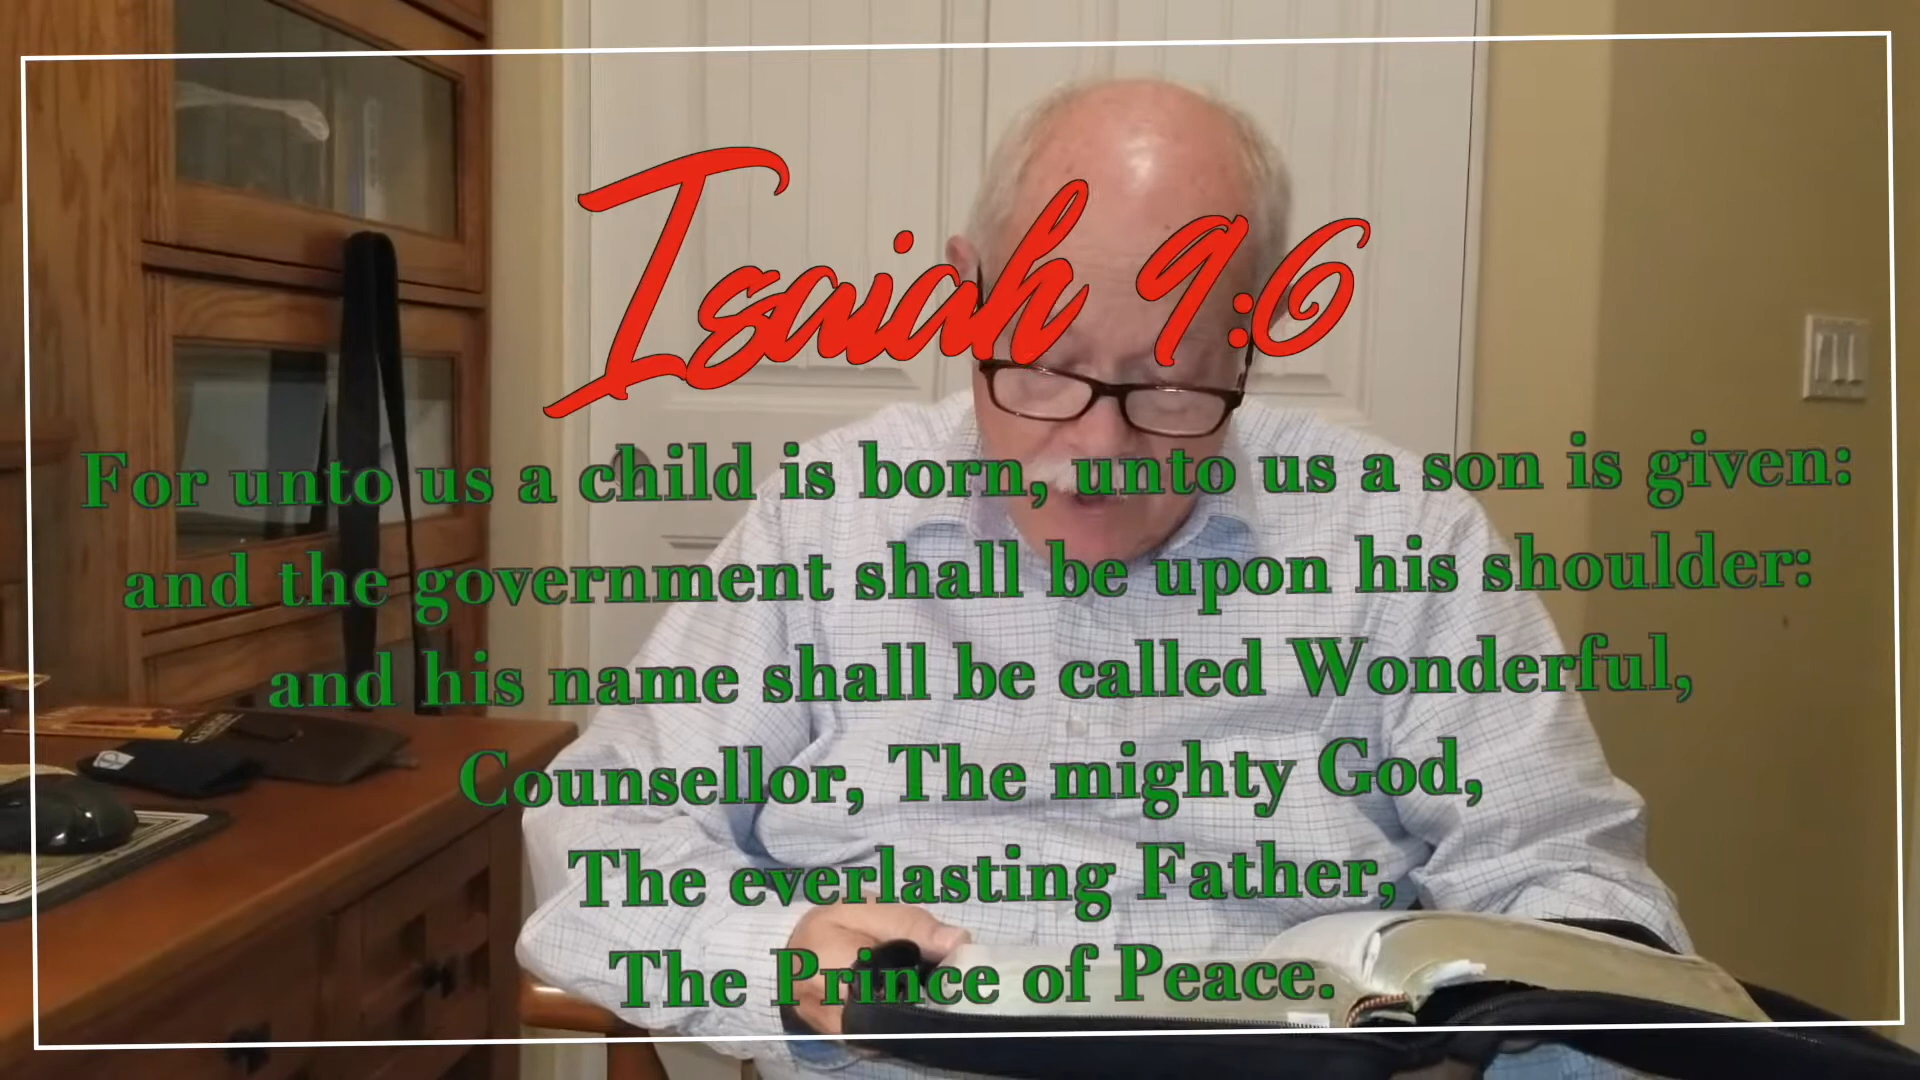 Isaiah 9:6
For unto us a child is born, unto us a son is given:
and the government shall be upon his shoulder:
and his name shall be called Wonderful,
Counsellor, The mighty God,
The everlasting Father,
The Prince of Peace.